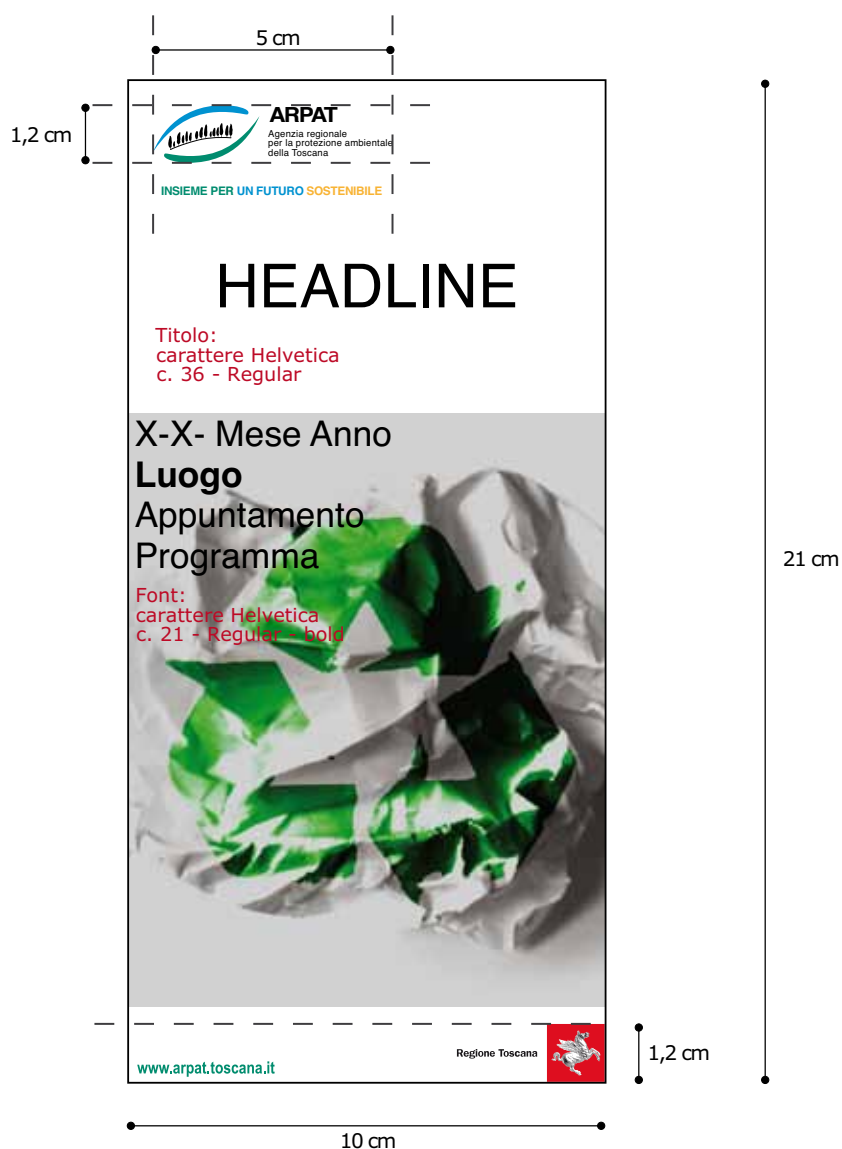 5 cm
1,2 cm
ARPAT
Agenzia regionale
per la protezione ambientale
della Toscana
INSIEME PER UN FUTURO SOSTENIBILE
HEADLINE
Titolo:
carattere Helvetica
c. 36 - Regular
X-X- Mese Anno
Luogo
Appuntamento
Programma
Font:
carattere Helvetica
c. 21 - Regular - bold
21 cm
Regione Toscana
1,2 cm
www.arpat.toscana.it
10 cm